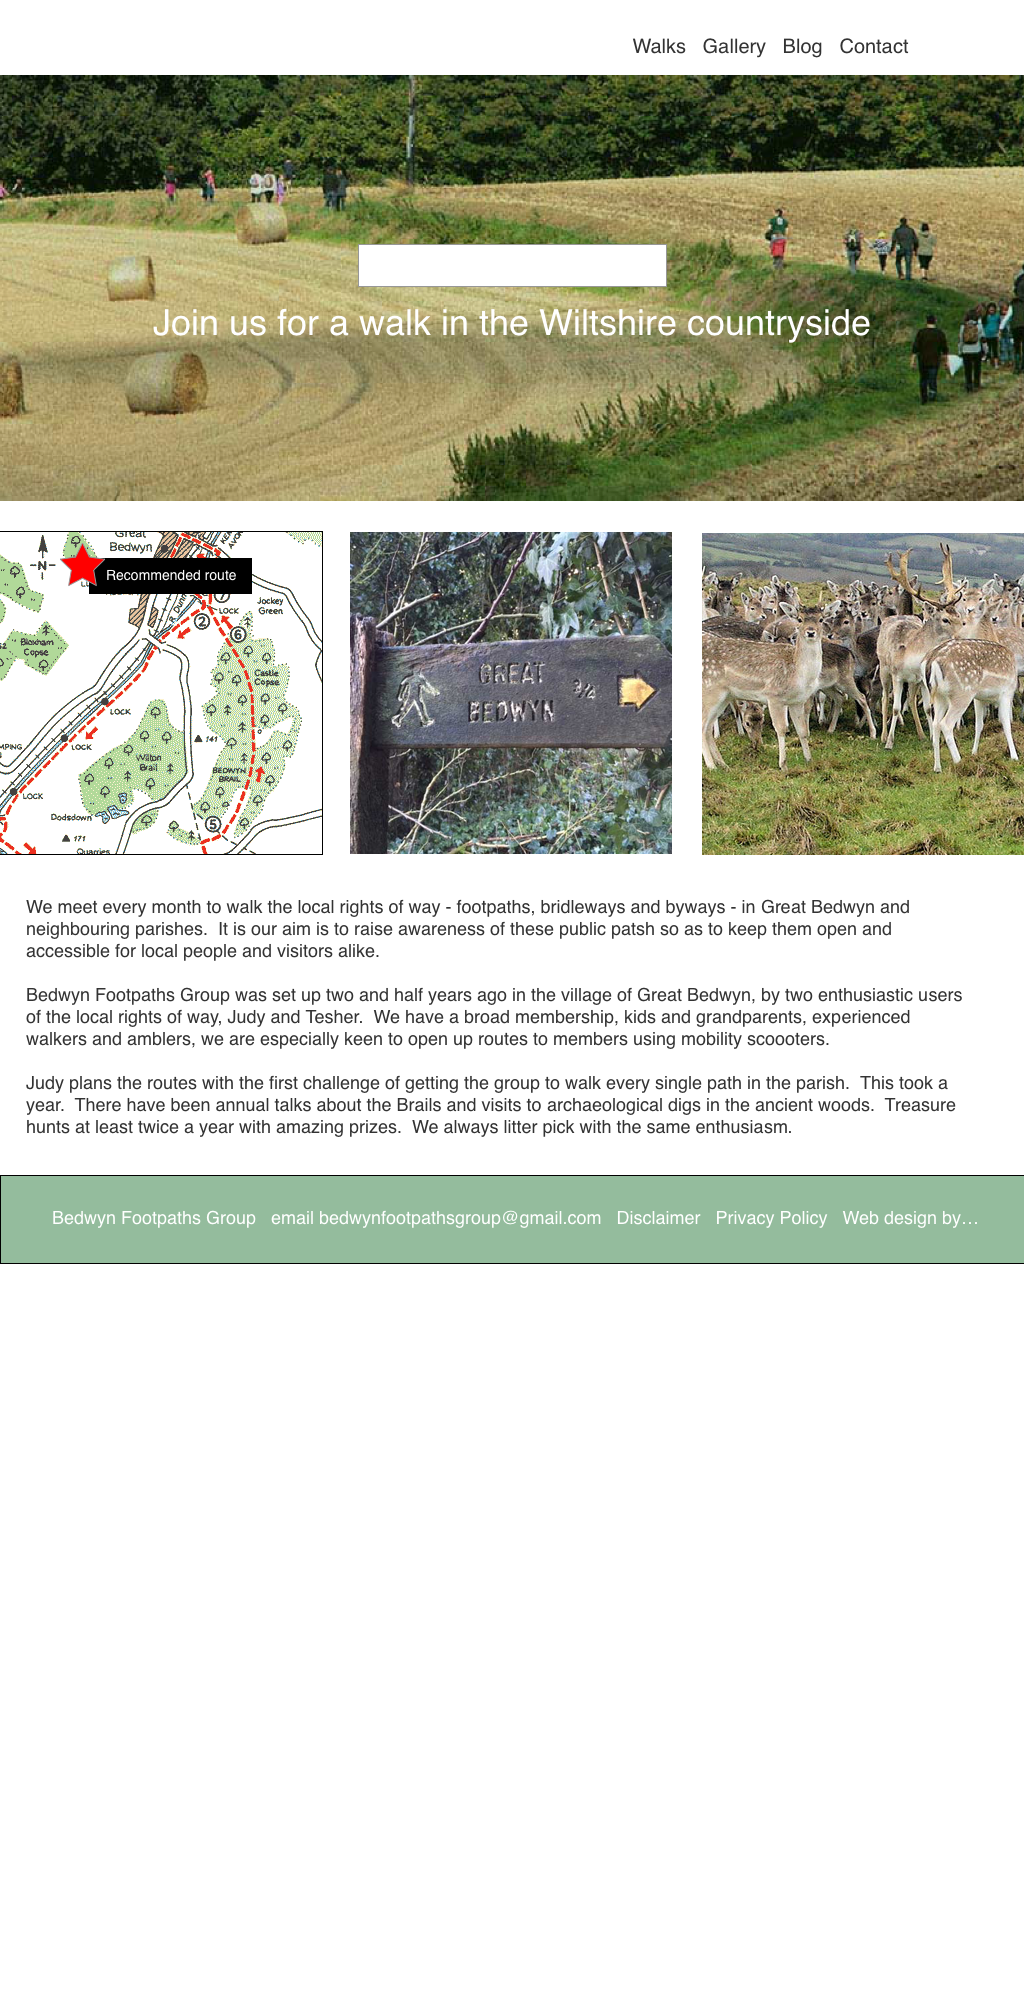 Walks Gallery Blog Contact
Join us for a walk in the Wiltshire countryside
Great
Bedwyn
N
Recommended route
Jockey
Green
LOCK
7
2
6
Bloxham
Copse
Castle
Copse
LOCK
LOCK
141
Wilton
Brail
BEDWYN
BRAIL
LOCK
Dodsdown
5
171
Quarries
GREAT
BEDWYN
3/4
We meet every month to walk the local rights of way - footpaths, bridleways and byways - in Great Bedwyn and
neighbouring parishes.  It is our aim is to raise awareness of these public patsh so as to keep them open and
accessible for local people and visitors alike.
Bedwyn Footpaths Group was set up two and half years ago in the village of Great Bedwyn, by two enthusiastic users
of the local rights of way, Judy and Tesher.  We have a broad membership, kids and grandparents, experienced
walkers and amblers, we are especially keen to open up routes to members using mobility scoooters.
Judy plans the routes with the first challenge of getting the group to walk every single path in the parish.  This took a
year.  There have been annual talks about the Brails and visits to archaeological digs in the ancient woods.  Treasure
hunts at least twice a year with amazing prizes.  We always litter pick with the same enthusiasm.
Bedwyn Footpaths Group email bedwynfootpathsgroup@gmail.com Disclaimer Privacy Policy Web design by…